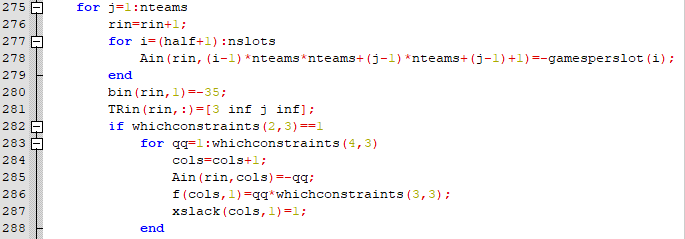 275 for j=1:nteams
276 rin=rin+1;
277 for i=(half+1):nslots
278 Ain(rin,(i-1)*nteams*nteams+(j-1)*nteams+(j-1)+1)=-gamesperslot(i);
279 end
280 bin(rin,1)=-35;
281 TRin(rin,:)=[3 inf j inf];
282 if whichconstraints(2,3)==1
283 for qq=1:whichconstraints(4,3)
284 cols=cols+1;
285 Ain(rin,cols)=-qq;
286 f(cols,1)=qq*whichconstraints(3,3);
287 xslack(cols,1)=1;
288 end